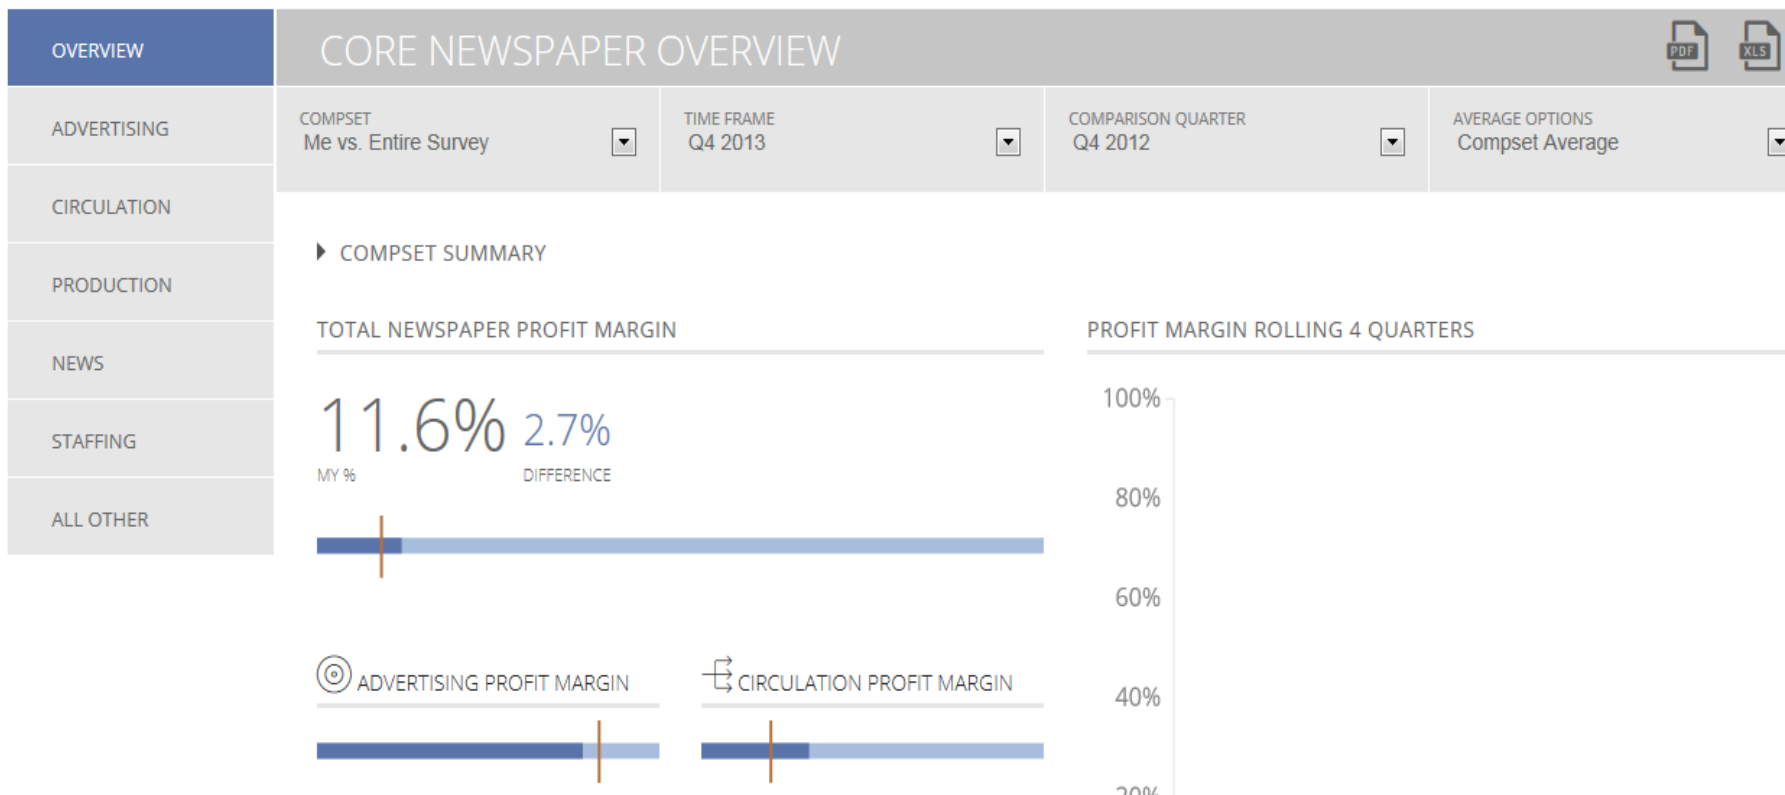 OVERVIEW
ADVERTISING
CIRCULATION
PRODUCTION
NEWS
STAFFING
ALL OTHER
CORE NEWSPAPER OVERVIEW
PDF
XLS
COMPSET
Me vs. Entire Survey
TIME FRAME
Q4 2013
COMPARISON QUARTER
Q4 2012
AVERAGE OPTIONS
Compset Average
COMPSET SUMMARY
TOTAL NEWSPAPER PROFIT MARGIN
11.6% 2.7%
MY % DIFFERENCE
ADVERTISING PROFIT MARGIN
CIRCULATION PROFIT MARGIN
PROFIT MARGIN ROLLING 4 QUARTERS
100%
80%
60%
40%